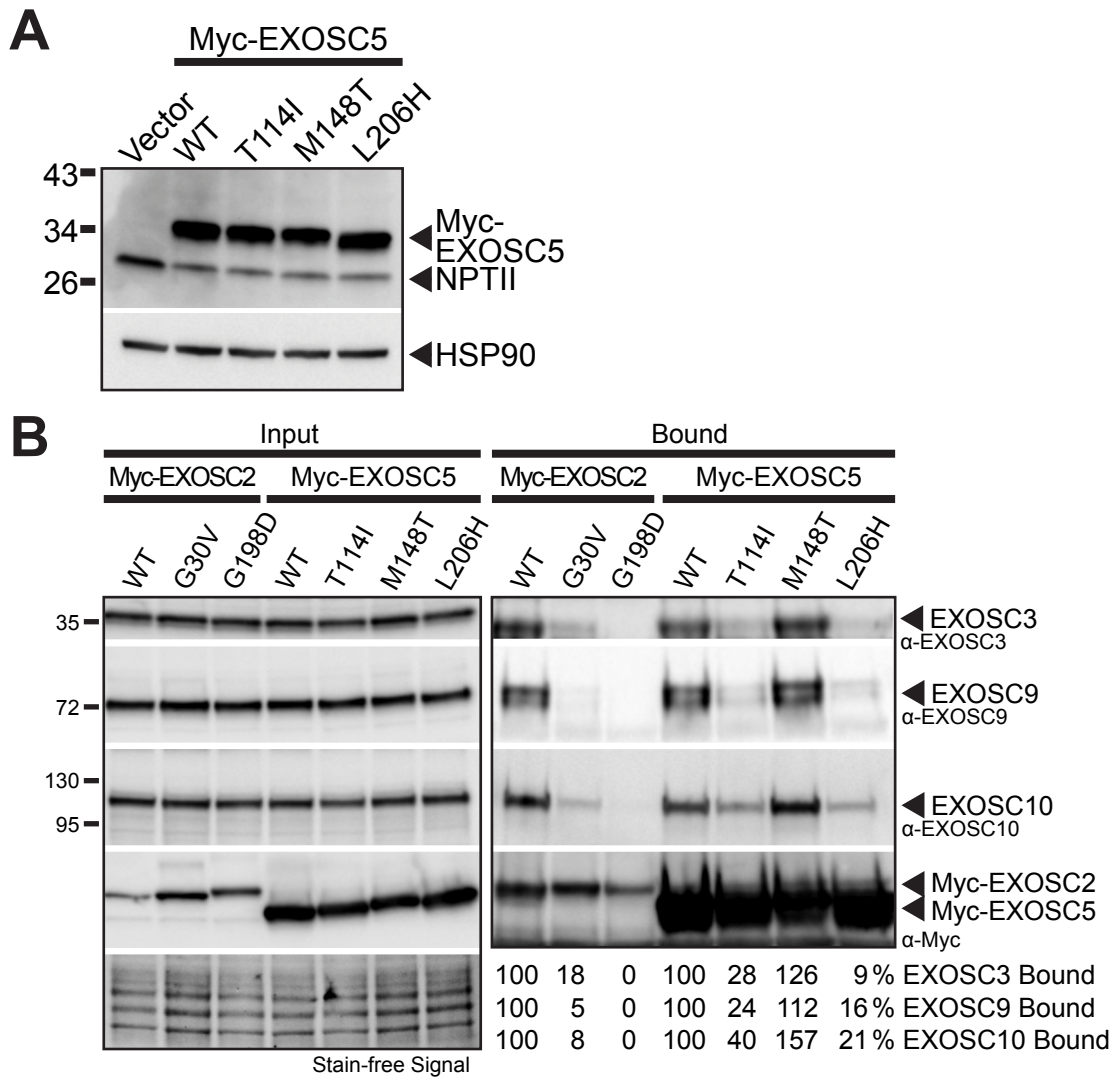 A
Myc-EXOSC5
Vector WT T114I M148T L206H
43
34
26
Myc-
EXOSC5
NPTII
HSP90
B
Input Bound
Myc-EXOSC2 Myc-EXOSC5 Myc-EXOSC2 Myc-EXOSC5
WT G30V G198D WT T114I M148T L206H WT G30V G198D WT T114I M148T L206H
35
EXOSC3
α-EXOSC3
72
EXOSC9
α-EXOSC9
130
95
EXOSC10
α-EXOSC10
Myc-EXOSC2
Myc-EXOSC5
α-Myc
100 18 0 100 28 126 9 % EXOSC3 Bound
100 5 0 100 24 112 16 % EXOSC9 Bound
100 8 0 100 40 157 21 % EXOSC10 Bound
Stain-free Signal